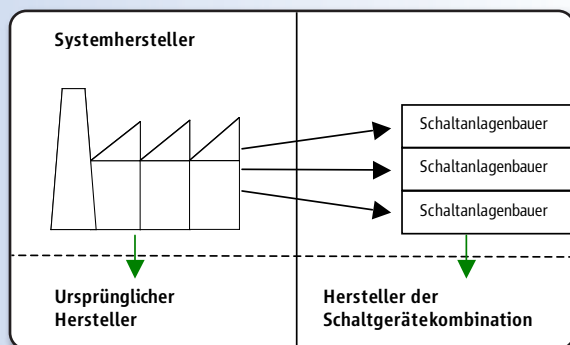 Systemhersteller
Schaltanlagenbauer
Schaltanlagenbauer
Schaltanlagenbauer
Ursprünglicher
Hersteller
Hersteller der
Schaltgerätekombination